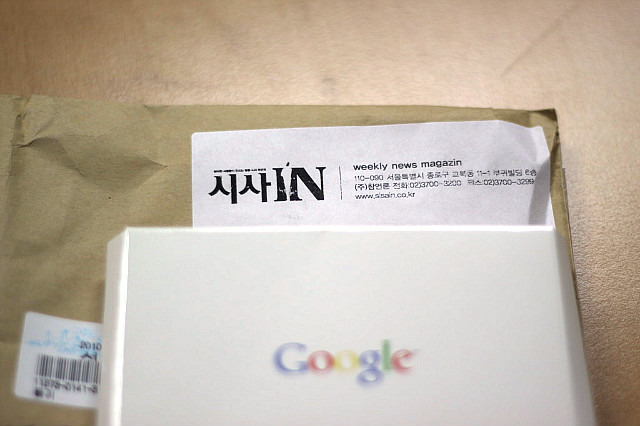 시사IN
weekly news magazin
110-090 서울특별시 종로구 교북동 11-1 부귀빌딩 6층
(주)참언론 전화:02)3700-3200 팩스:02)3700-3299
www.sisain.co.kr
Google
2010